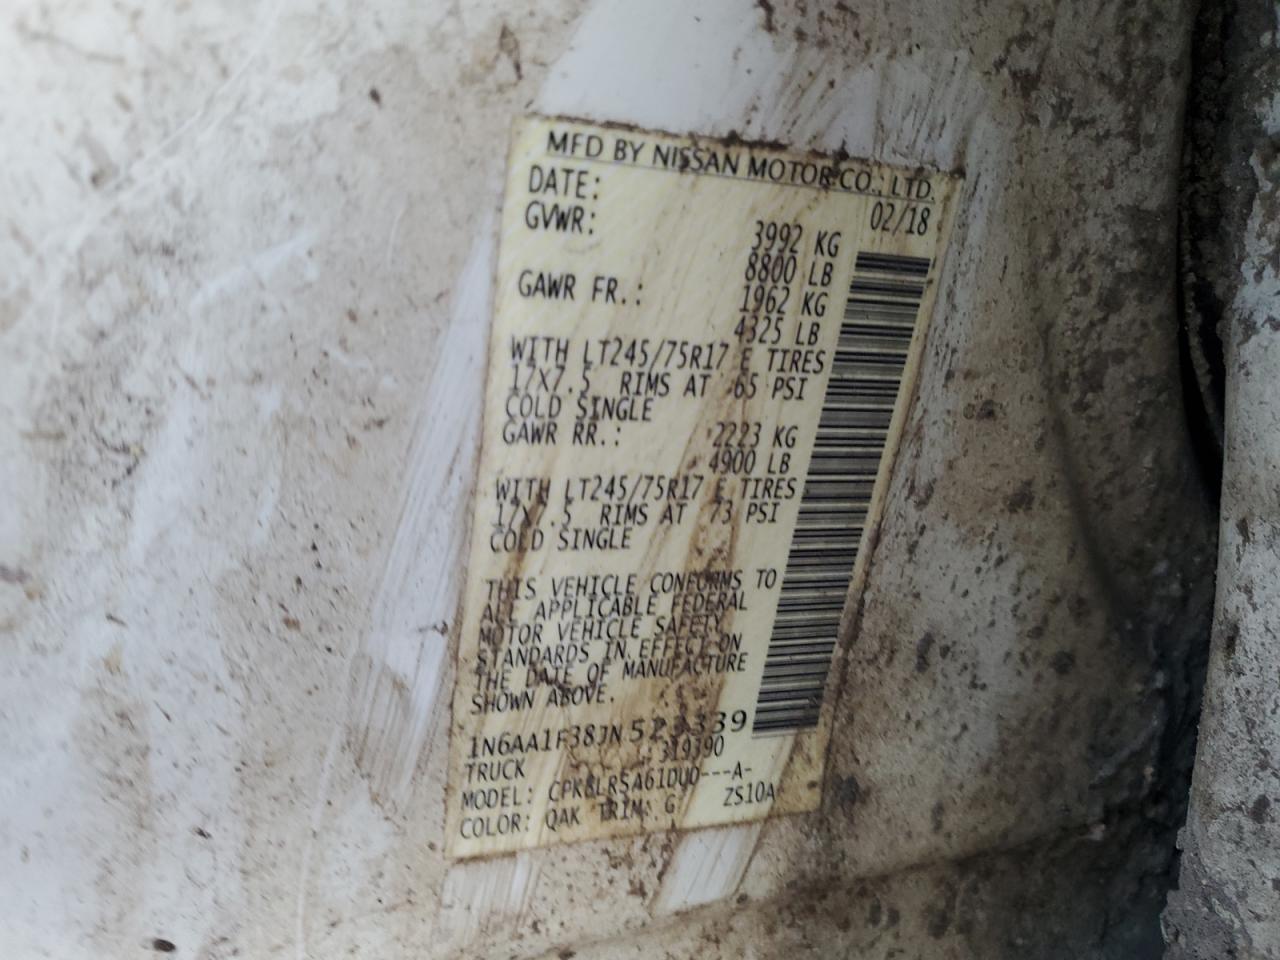 MFD BY NISSAN MOTOR CO., LTD.
DATE: 02/18
GVWR: 3992 KG
8800 LB
GAWR FR.: 1962 KG
4325 LB
WITH LT245/75R17 E TIRES
17X7.5 RIMS AT 65 PSI
COLD SINGLE
GAWR RR.: 2223 KG
4900 LB
WITH LT245/75R17 E TIRES
17X7.5 RIMS AT 73 PSI
COLD SINGLE
THIS VEHICLE CONFORMS TO
ALL APPLICABLE FEDERAL
MOTOR VEHICLE SAFETY
STANDARDS IN EFFECT ON
THE DATE OF MANUFACTURE
SHOWN ABOVE.
TRUCK 319390
MODEL: ZS10A
COLOR: QAK TRIM: G